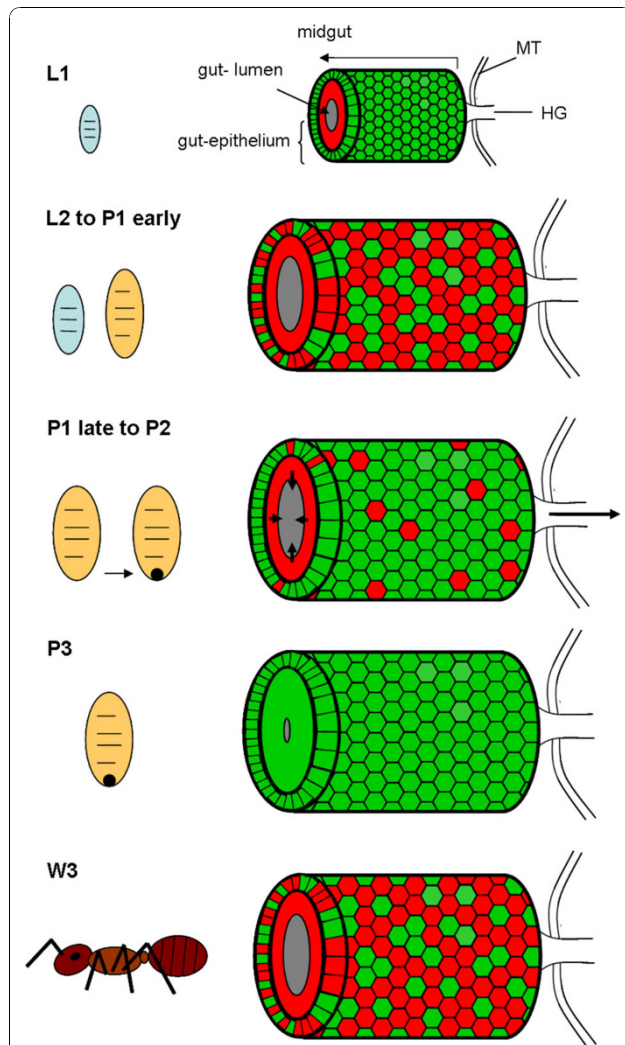 midgut
MT
L1
gut- lumen
HG
gut-epithelium
L2 to P1 early
P1 late to P2
P3
W3